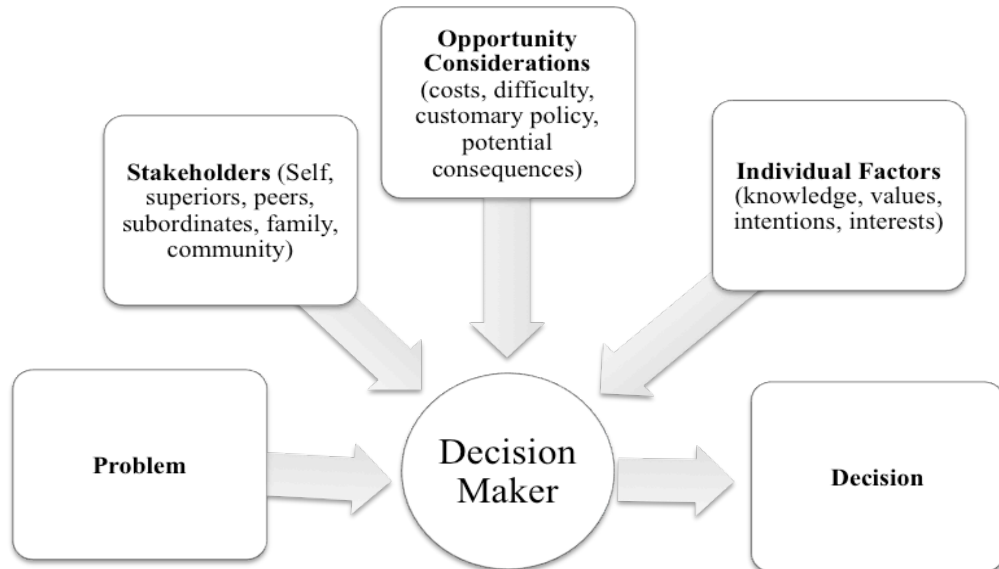 Opportunity
Considerations
(costs, difficulty,
customary policy,
potential
consequences)
Stakeholders (Self,
superiors, peers,
subordinates, family,
community)
Individual Factors
(knowledge, values,
intentions, interests)
Problem
Decision
Maker
Decision